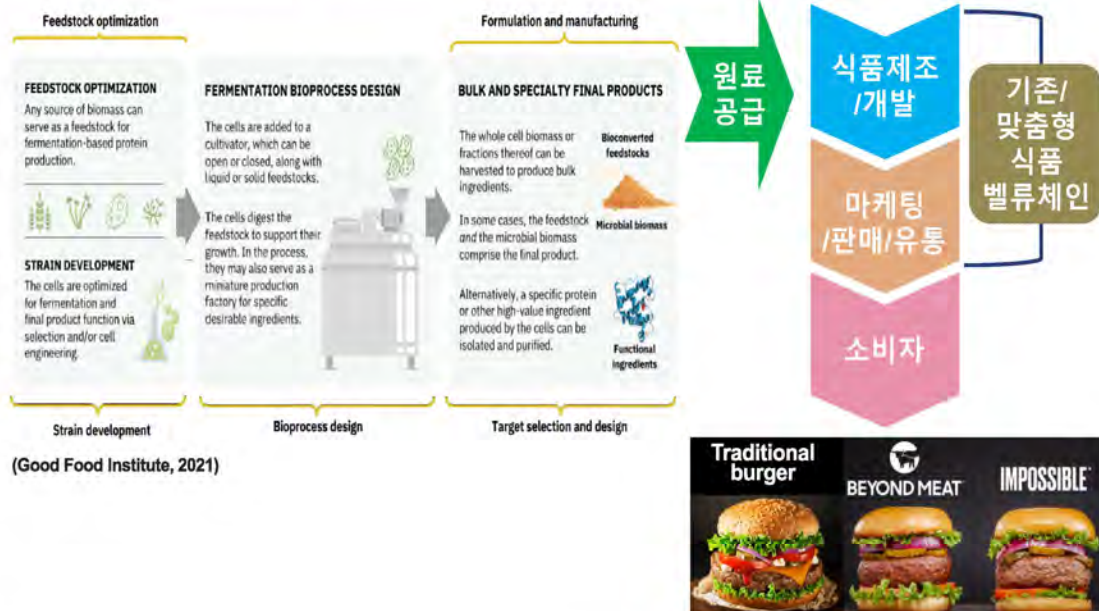 Feedstock optimization
Formulation and manufacturing
FEEDSTOCK OPTIMIZATION
Any source of biomass can
serve as a feedstock for
fermentation-based protein
production.
STRAIN DEVELOPMENT
The cells are optimized
for fermentation and
final product function via
selection and/or cell
engineering.
FERMENTATION BIOPROCESS DESIGN
The cells are added to a
cultivator, which can be
open or closed, along with
liquid or solid feedstocks.
The cells digest the
feedstock to support their
growth. In the process,
they may also serve as a
miniature production
factory for specific
desirable ingredients.
BULK AND SPECIALTY FINAL PRODUCTS
The whole cell biomass or
fractions thereof can be
harvested to produce bulk
ingredients.
In some cases, the feedstock
and the microbial biomass
comprise the final product.
Alternatively, a specific protein
or other high-value ingredient
produced by the cells can be
isolated and purified.
Bioconverted
feedstocks
Microbial biomass
Functional
ingredients
Strain development
Bioprocess design
Target selection and design
(Good Food Institute, 2021)
원료
공급
식품제조
/개발
마케팅
/판매/유통
소비자
기존/
맞춤형
식품
벨류체인
Traditional
burger
BEYOND MEAT
IMPOSSIBLE